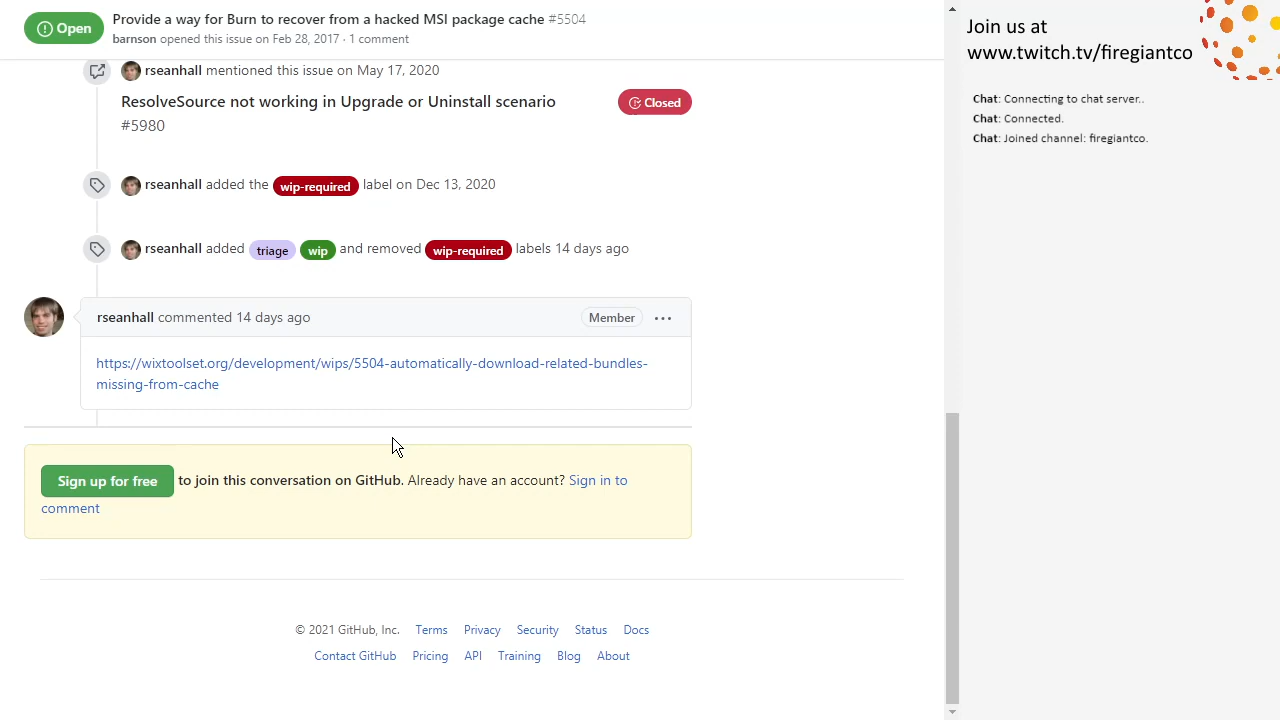 Open
Provide a way for Burn to recover from a hacked MSI package cache #5504
barnson opened this issue on Feb 28, 2017 · 1 comment
rseanhall mentioned this issue on May 17, 2020
ResolveSource not working in Upgrade or Uninstall scenario
#5980
Closed
rseanhall added the wip-required label on Dec 13, 2020
rseanhall added triage wip and removed wip-required labels 14 days ago
rseanhall commented 14 days ago
Member
https://wixtoolset.org/development/wips/5504-automatically-download-related-bundles-
missing-from-cache
Sign up for free to join this conversation on GitHub. Already have an account? Sign in to
comment
© 2021 GitHub, Inc. Terms Privacy Security Status Docs
Contact GitHub Pricing API Training Blog About
Join us at
www.twitch.tv/firegiantco
Chat: Connecting to chat server..
Chat: Connected.
Chat: Joined channel: firegiantco.